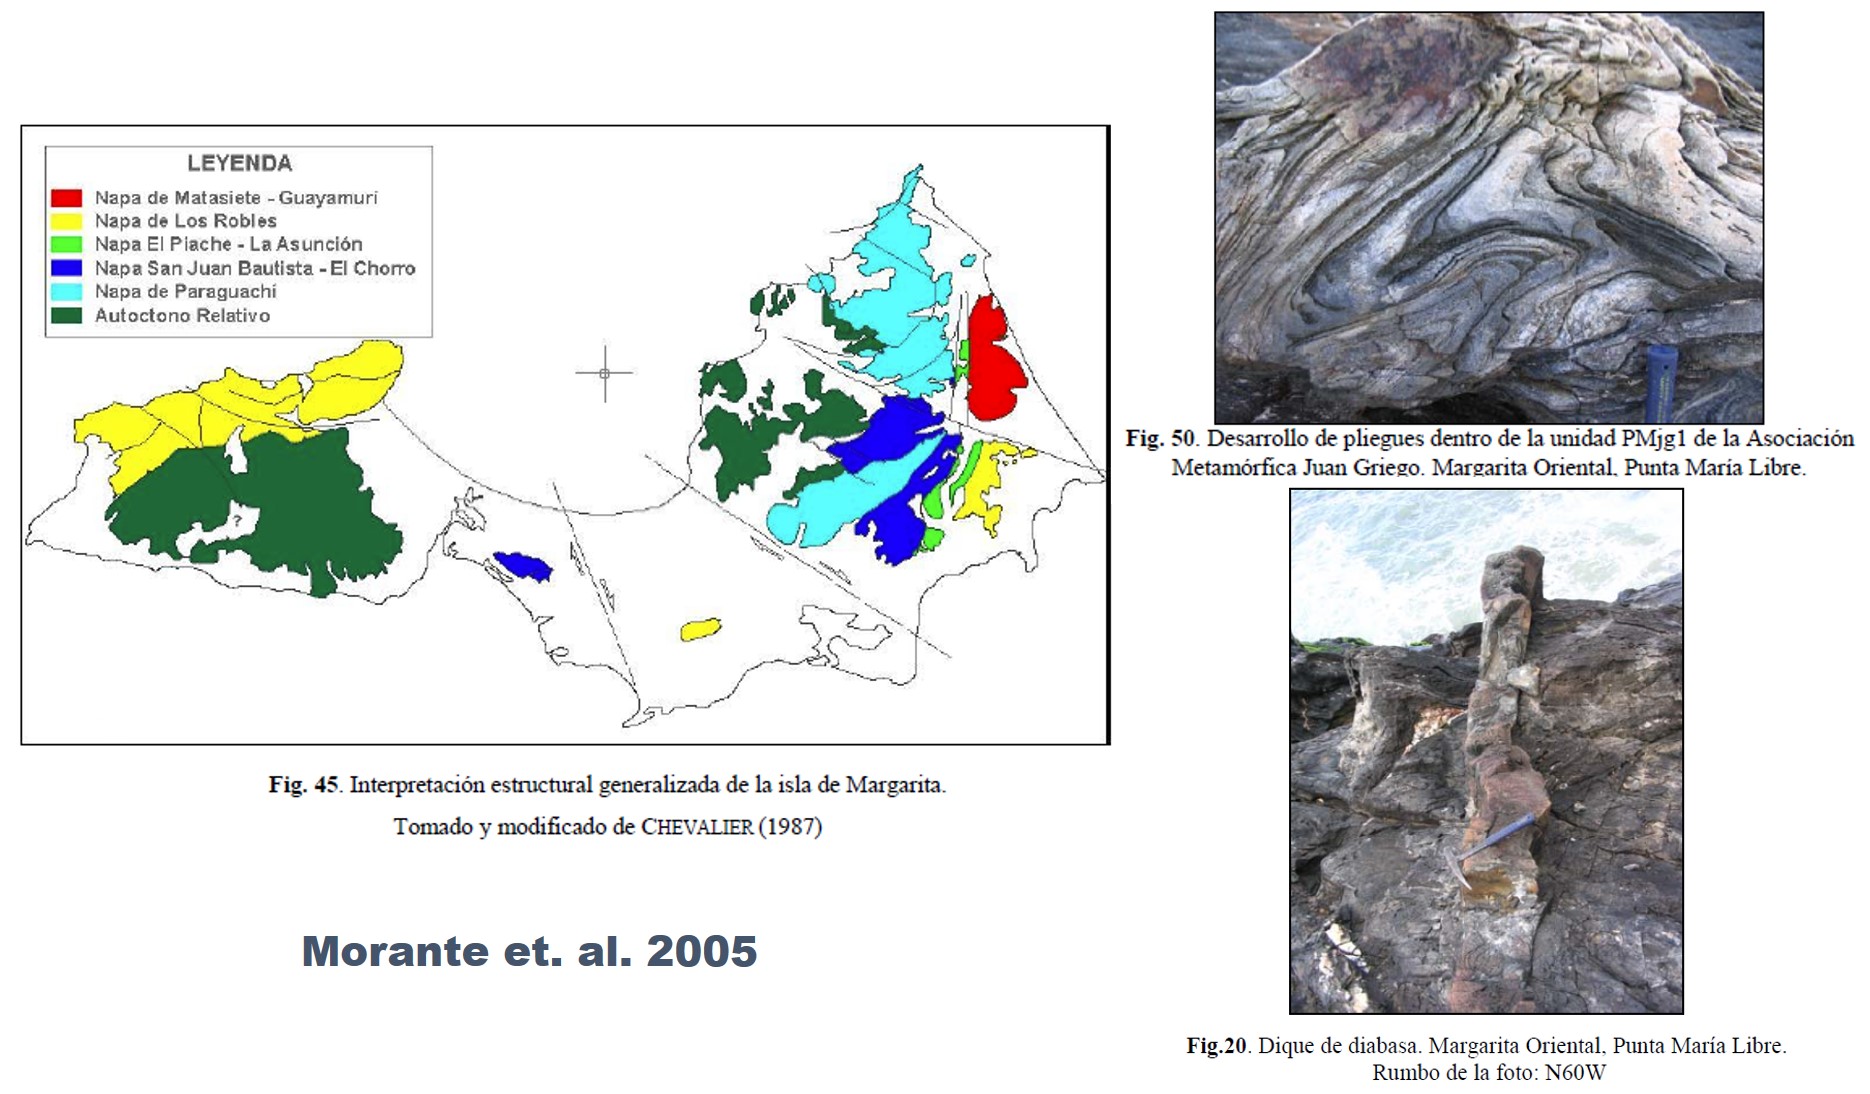 LEYENDA
Napa de Matasiete - Guayamurí
Napa de Los Robles
Napa El Piache - La Asunción
Napa San Juan Bautista - El Chorro
Napa de Paraguachí
Autoctono Relativo
?
Fig. 45. Interpretación estructural generalizada de la isla de Margarita.
Tomado y modificado de CHEVALIER (1987)
Morante et. al. 2005
Fig. 50. Desarrollo de pliegues dentro de la unidad PMjg1 de la Asociación
Metamórfica Juan Griego. Margarita Oriental, Punta María Libre.
Fig.20. Dique de diabasa. Margarita Oriental, Punta María Libre.
Rumbo de la foto: N60W